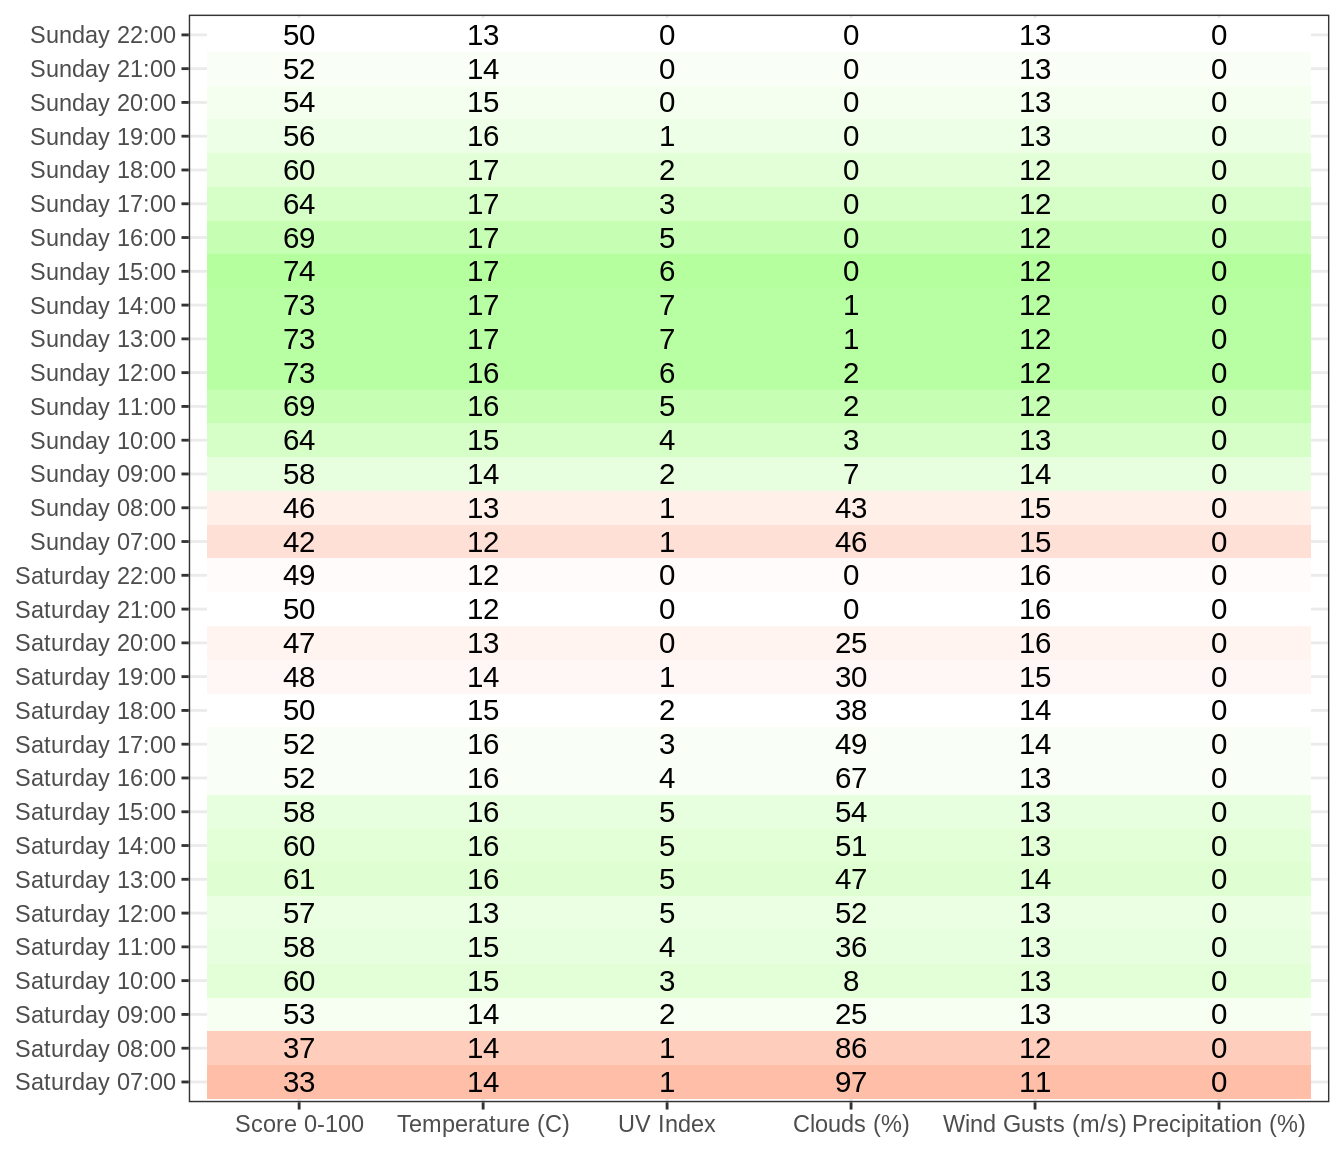 Sunday 22:00 50 13 0 0 13 0
Sunday 21:00 52 14 0 0 13 0
Sunday 20:00 54 15 0 0 13 0
Sunday 19:00 56 16 1 0 13 0
Sunday 18:00 60 17 2 0 12 0
Sunday 17:00 64 17 3 0 12 0
Sunday 16:00 69 17 5 0 12 0
Sunday 15:00 74 17 6 0 12 0
Sunday 14:00 73 17 7 1 12 0
Sunday 13:00 73 17 7 1 12 0
Sunday 12:00 73 16 6 2 12 0
Sunday 11:00 69 16 5 2 12 0
Sunday 10:00 64 15 4 3 13 0
Sunday 09:00 58 14 2 7 14 0
Sunday 08:00 46 13 1 43 15 0
Sunday 07:00 42 12 1 46 15 0
Saturday 22:00 49 12 0 0 16 0
Saturday 21:00 50 12 0 0 16 0
Saturday 20:00 47 13 0 25 16 0
Saturday 19:00 48 14 1 30 15 0
Saturday 18:00 50 15 2 38 14 0
Saturday 17:00 52 16 3 49 14 0
Saturday 16:00 52 16 4 67 13 0
Saturday 15:00 58 16 5 54 13 0
Saturday 14:00 60 16 5 51 13 0
Saturday 13:00 61 16 5 47 14 0
Saturday 12:00 57 13 5 52 13 0
Saturday 11:00 58 15 4 36 13 0
Saturday 10:00 60 15 3 8 13 0
Saturday 09:00 53 14 2 25 13 0
Saturday 08:00 37 14 1 86 12 0
Saturday 07:00 33 14 1 97 11 0
Score 0-100 Temperature (C) UV Index Clouds (%) Wind Gusts (m/s) Precipitation (%)